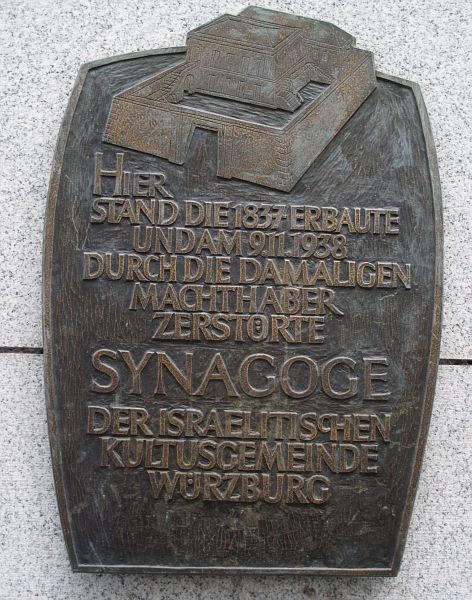 HIER
STAND DIE 1837 ERBAUTE
UND AM 9.11.1938
DURCH DIE DAMALIGEN
MACHTHABER
ZERSTÖRTE
SYNAGOGE
DER ISRAELITISCHEN
KULTUSGEMEINDE
WÜRZBURG